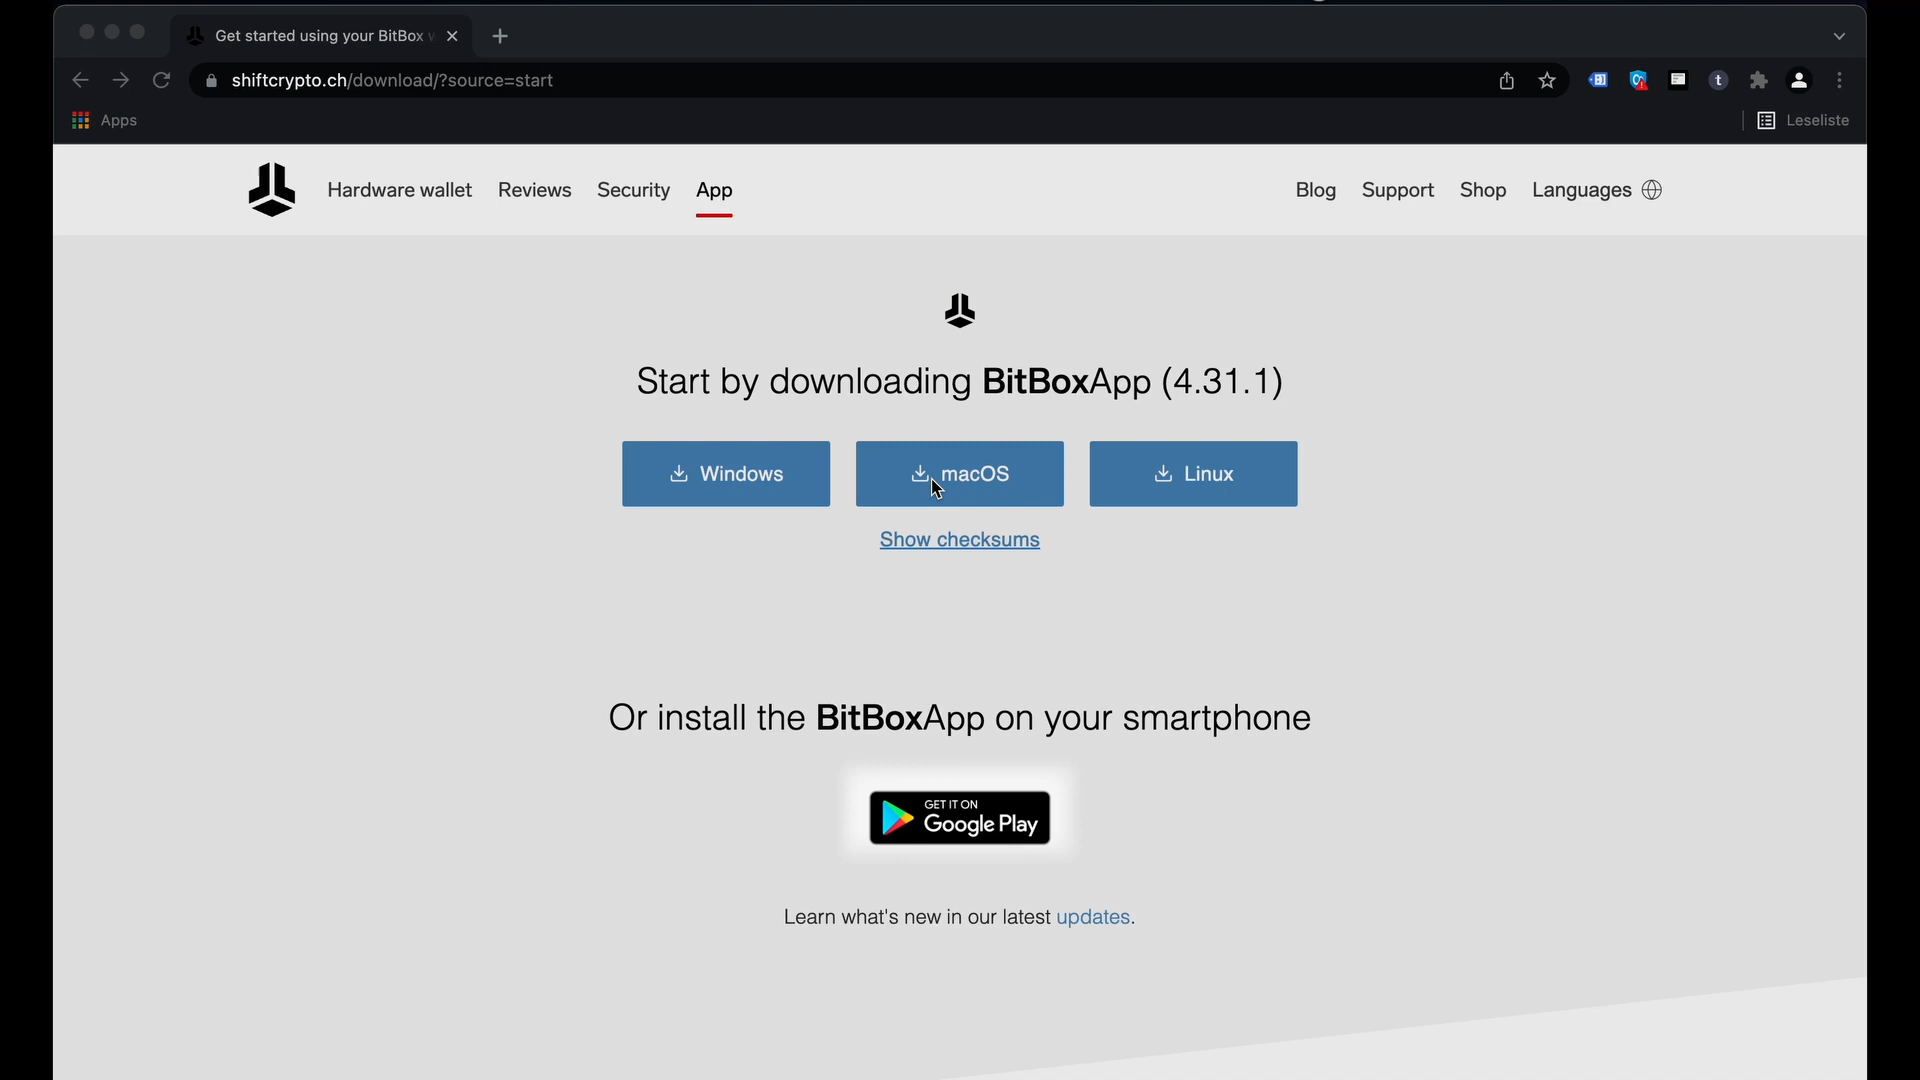 Get started using your BitBox
shiftcrypto.ch/download/?source=start
Apps
Leseliste
Hardware wallet Reviews Security App Blog Support Shop Languages
Start by downloading BitBoxApp (4.31.1)
Windows macOS Linux
Show checksums
Or install the BitBoxApp on your smartphone
GET IT ON
Google Play
Learn what's new in our latest updates.